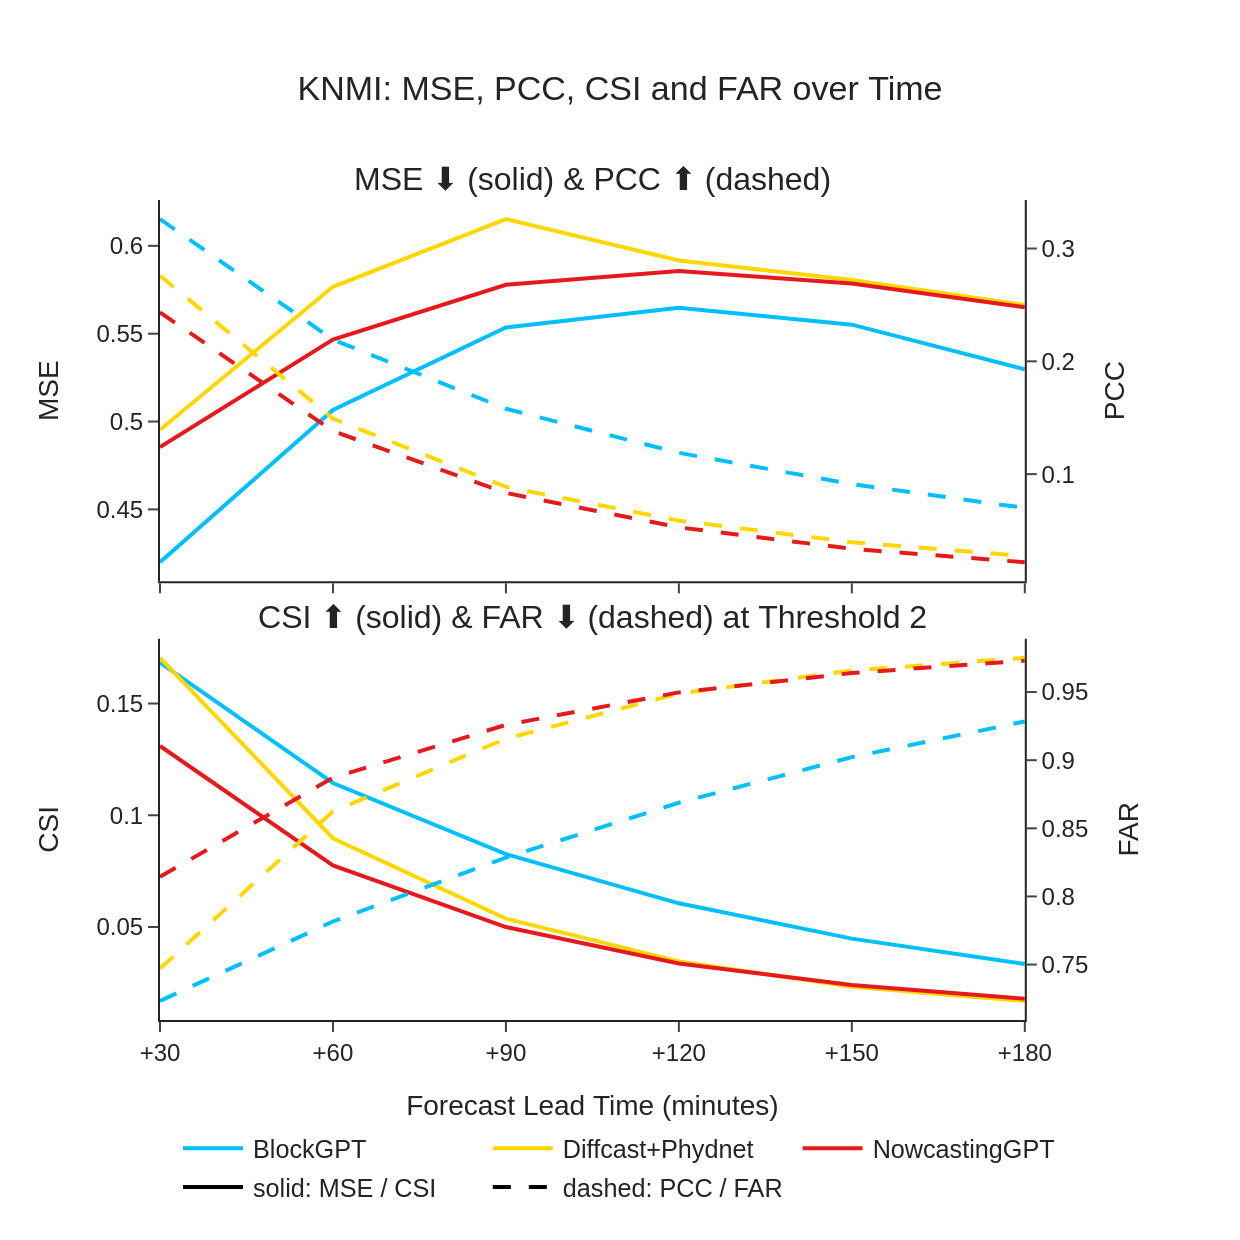 KNMI: MSE, PCC, CSI and FAR over Time
MSE ⬇ (solid) & PCC ⬆ (dashed)
0.6
0.55
0.5
0.45
MSE
0.3
0.2
0.1
PCC
CSI ⬆ (solid) & FAR ⬇ (dashed) at Threshold 2
0.15
0.1
0.05
CSI
0.95
0.9
0.85
0.8
0.75
FAR
+30 +60 +90 +120 +150 +180
Forecast Lead Time (minutes)
BlockGPT Diffcast+Phydnet NowcastingGPT
solid: MSE / CSI dashed: PCC / FAR